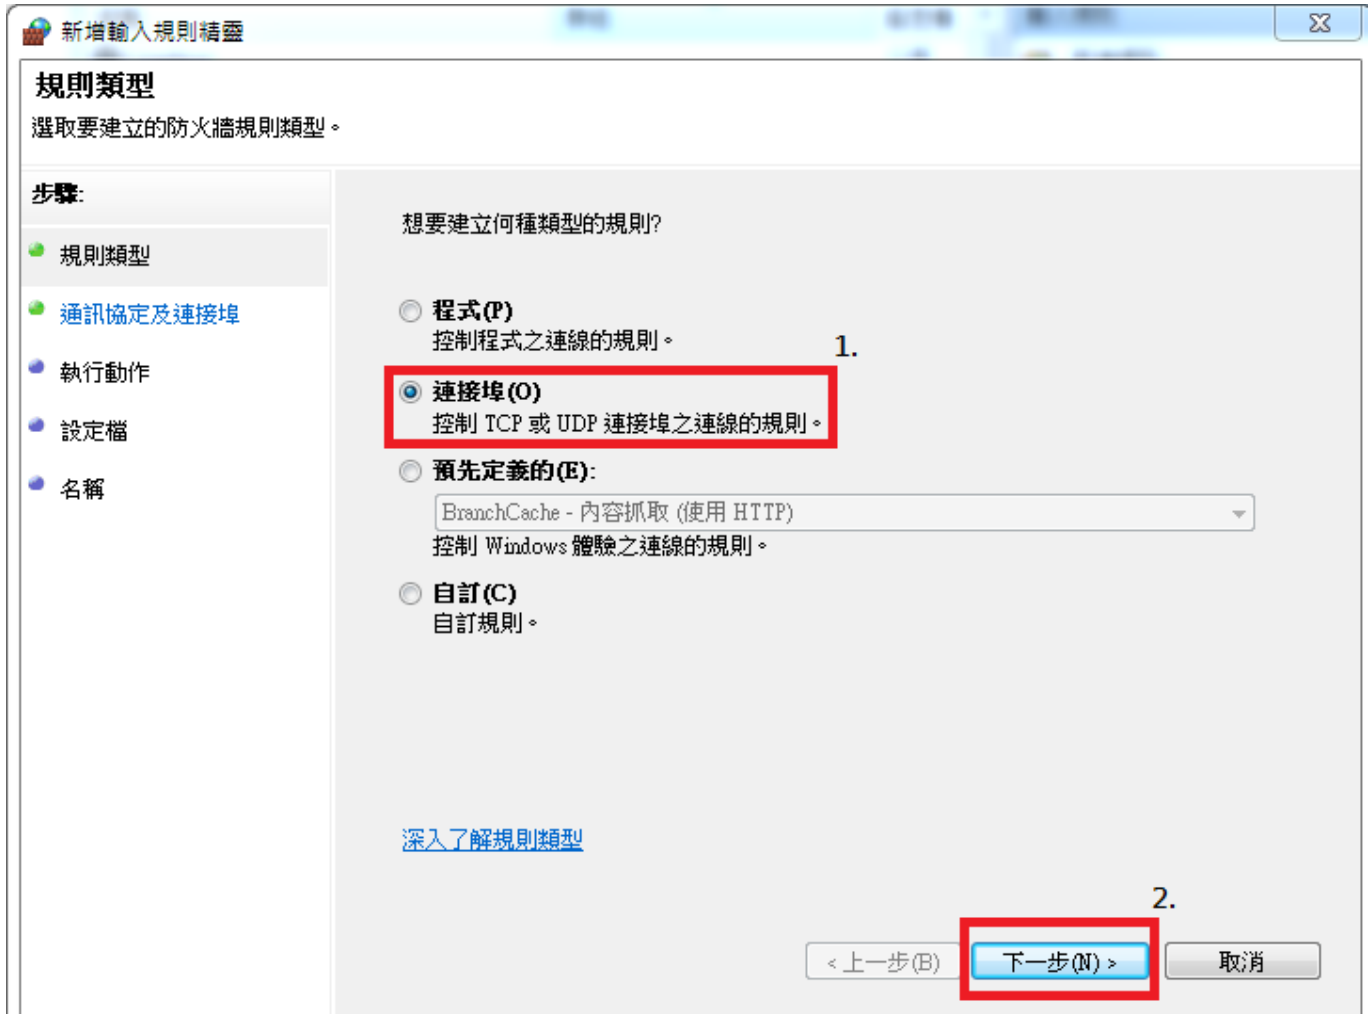 新增輸入規則精靈
規則類型
選取要建立的防火牆規則類型。
步驟:
規則類型
通訊協定及連接埠
執行動作
設定檔
名稱
想要建立何種類型的規則?
程式(P)
控制程式之連線的規則。
1.
連接埠(O)
控制 TCP 或 UDP 連接埠之連線的規則。
預先定義的(E):
BranchCache - 內容抓取 (使用 HTTP)
控制 Windows 體驗之連線的規則。
自訂(C)
自訂規則。
深入了解規則類型
2.
<上一步(B) 下一步(N) > 取消